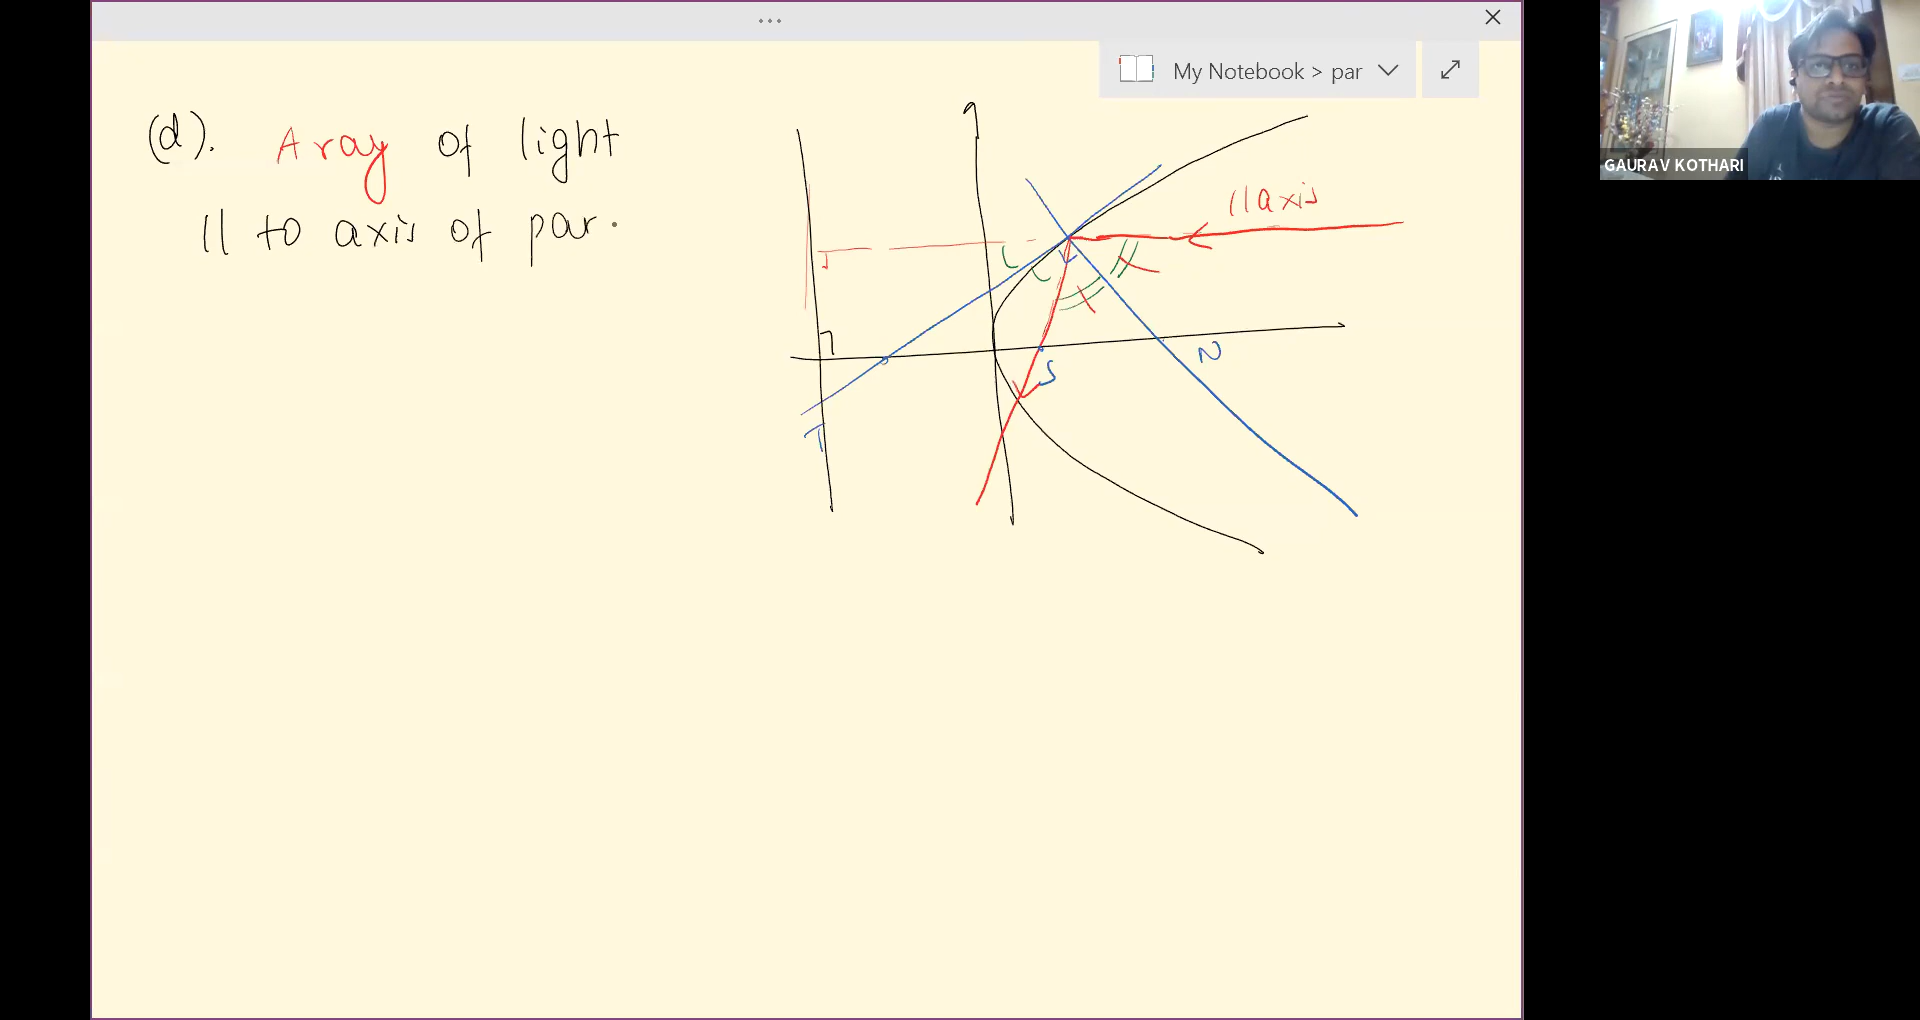 My Notebook > par
GAURAV KOTHARI
(d). A ray of light
|| to axis of par.
|| axis
S
N
T